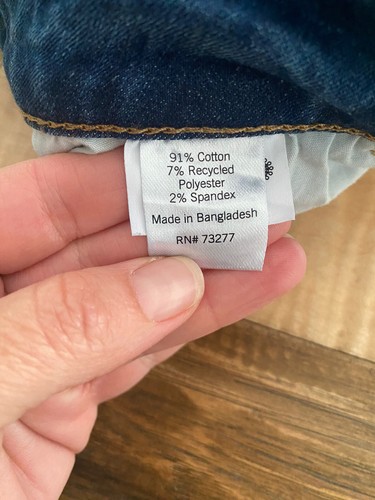 91% Cotton
7% Recycled
Polyester
2% Spandex
Made in Bangladesh
RN# 73277